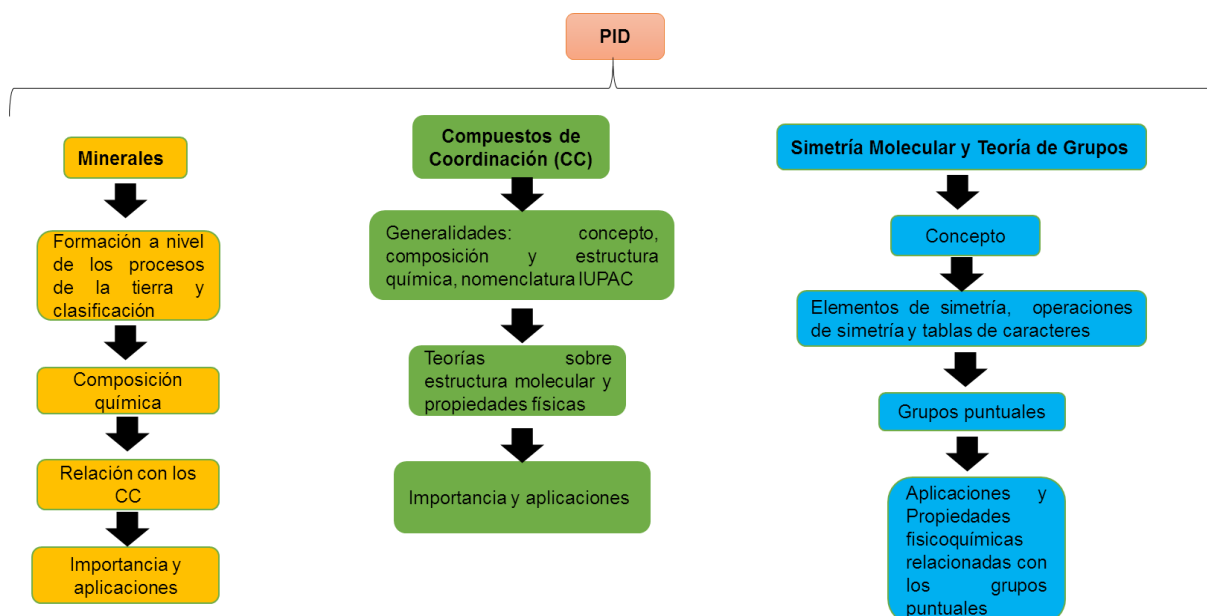 PID
Minerales
Formación a nivel
de los procesos
de la tierra y
clasificación
Composición
química
Relación con los
CC
Importancia y
aplicaciones
Compuestos de
Coordinación (CC)
Generalidades: concepto,
composición y estructura
química, nomenclatura IUPAC
Teorías sobre
estructura molecular y
propiedades físicas
Importancia y aplicaciones
Simetría Molecular y Teoría de Grupos
Concepto
Elementos de simetría, operaciones
de simetría y tablas de caracteres
Grupos puntuales
Aplicaciones y
Propiedades
fisicoquímicas
relacionadas con
los grupos
puntuales